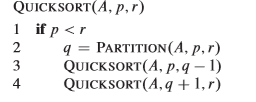 QUICKSORT(A, p, r)
1 if p < r
2 q = PARTITION(A, p, r)
3 QUICKSORT(A, p, q − 1)
4 QUICKSORT(A, q + 1, r)